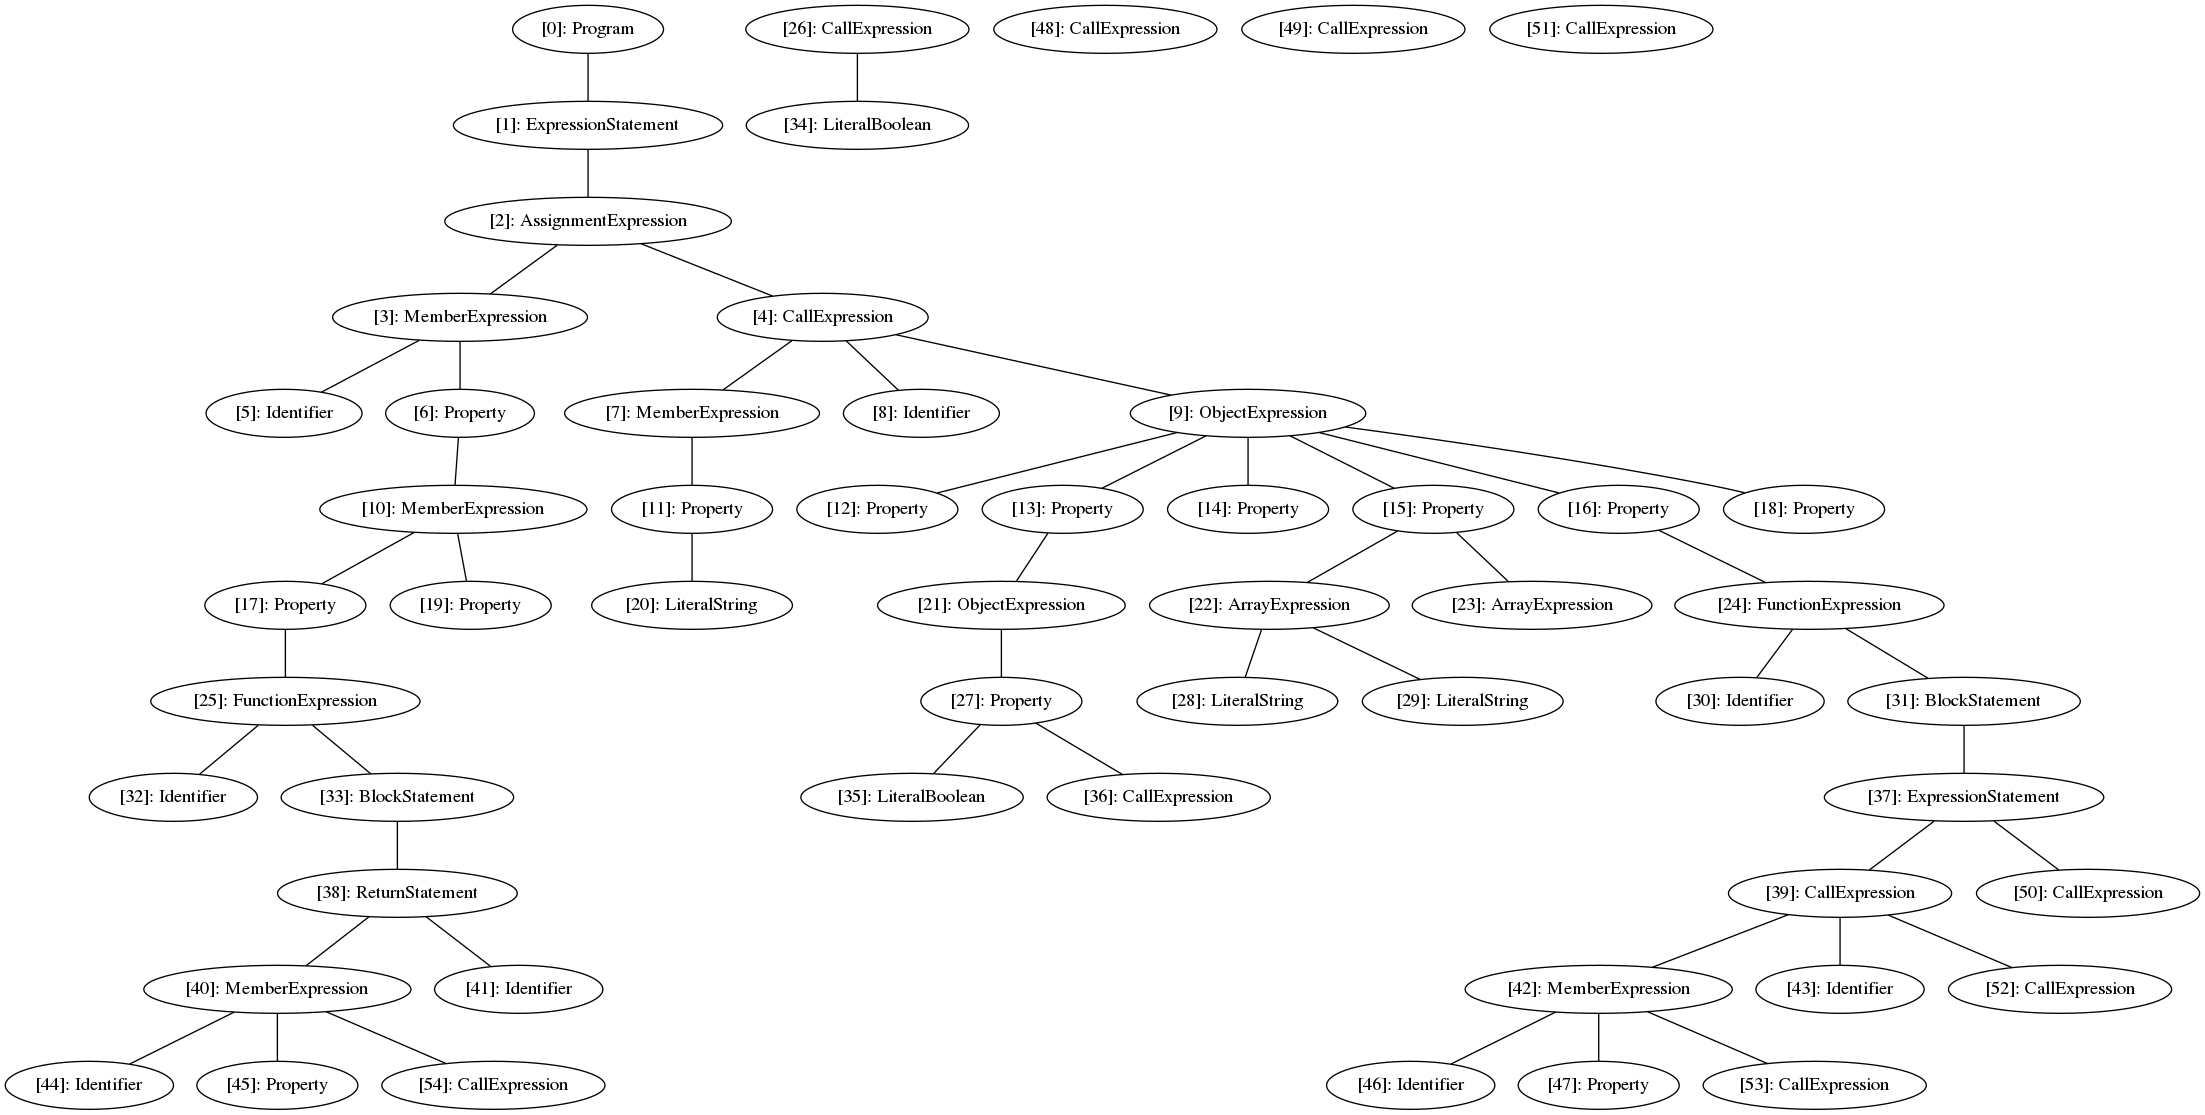 [0]: Program
[26]: CallExpression
[48]: CallExpression
[49]: CallExpression
[51]: CallExpression
[1]: ExpressionStatement
[34]: LiteralBoolean
[2]: AssignmentExpression
[3]: MemberExpression
[4]: CallExpression
[5]: Identifier
[6]: Property
[7]: MemberExpression
[8]: Identifier
[9]: ObjectExpression
[10]: MemberExpression
[11]: Property
[12]: Property
[13]: Property
[14]: Property
[15]: Property
[16]: Property
[18]: Property
[17]: Property
[19]: Property
[20]: LiteralString
[21]: ObjectExpression
[22]: ArrayExpression
[23]: ArrayExpression
[24]: FunctionExpression
[25]: FunctionExpression
[27]: Property
[28]: LiteralString
[29]: LiteralString
[30]: Identifier
[31]: BlockStatement
[32]: Identifier
[33]: BlockStatement
[35]: LiteralBoolean
[36]: CallExpression
[37]: ExpressionStatement
[38]: ReturnStatement
[39]: CallExpression
[50]: CallExpression
[40]: MemberExpression
[41]: Identifier
[42]: MemberExpression
[43]: Identifier
[52]: CallExpression
[44]: Identifier
[45]: Property
[54]: CallExpression
[46]: Identifier
[47]: Property
[53]: CallExpression